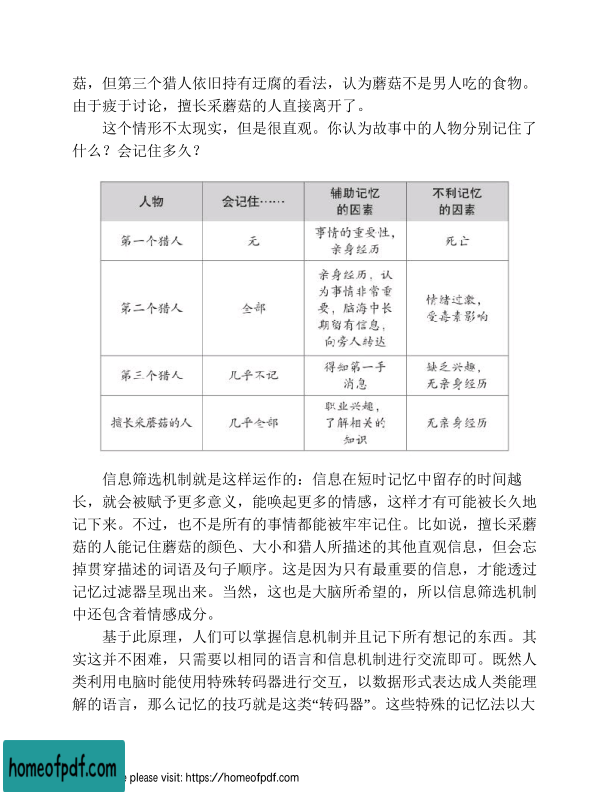 菇，但第三个猎人依旧持有迂腐的看法，认为蘑菇不是男人吃的食物。
由于疲于讨论，擅长采蘑菇的人直接离开了。
这个情形不太现实，但是很直观。你认为故事中的人物分别记住了
什么？会记住多久？
人物 会记住…… 辅助记忆的因素 不利记忆的因素
第一个猎人 无 事情的重要性，亲身经历 死亡
第二个猎人 全部 亲身经历，认为事情非常重要，脑海中长期留有信息，向旁人转达 情绪过激，受毒素影响
第三个猎人 几乎不记 得知第一手消息 缺乏兴趣，无亲身经历
擅长采蘑菇的人 几乎全部 职业兴趣，了解相关的知识 无亲身经历
信息筛选机制就是这样运作的：信息在短时记忆中留存的时间越
长，就会被赋予更多意义，能唤起更多的情感，这样才有可能被长久地
记下来。不过，也不是所有的事情都能被牢牢记住。比如说，擅长采蘑
菇的人能记住蘑菇的颜色、大小和猎人所描述的其他直观信息，但会忘
掉贯穿描述的词语及句子顺序。这是因为只有最重要的信息，才能透过
记忆过滤器呈现出来。当然，这也是大脑所希望的，所以信息筛选机制
中还包含着情感成分。
基于此原理，人们可以掌握信息机制并且记下所有想记的东西。其
实这并不困难，只需要以相同的语言和信息机制进行交流即可。既然人
类利用电脑时能使用特殊转码器进行交互，以数据形式表达成人类能理
解的语言，那么记忆的技巧就是这类“转码器”。这些特殊的记忆法以大
homeofpdf.com
e please visit: https://homeofpdf.com